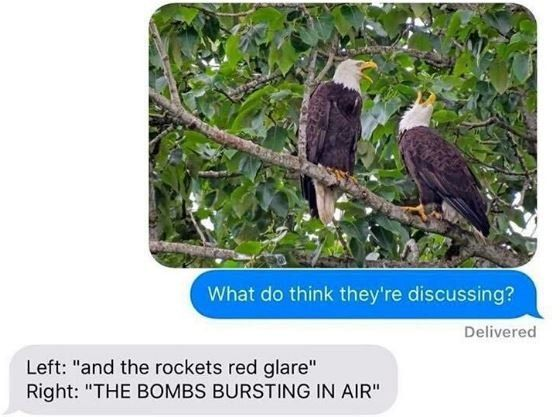 What do think they're discussing?
Delivered
Left: "and the rockets red glare"
Right: "THE BOMBS BURSTING IN AIR"